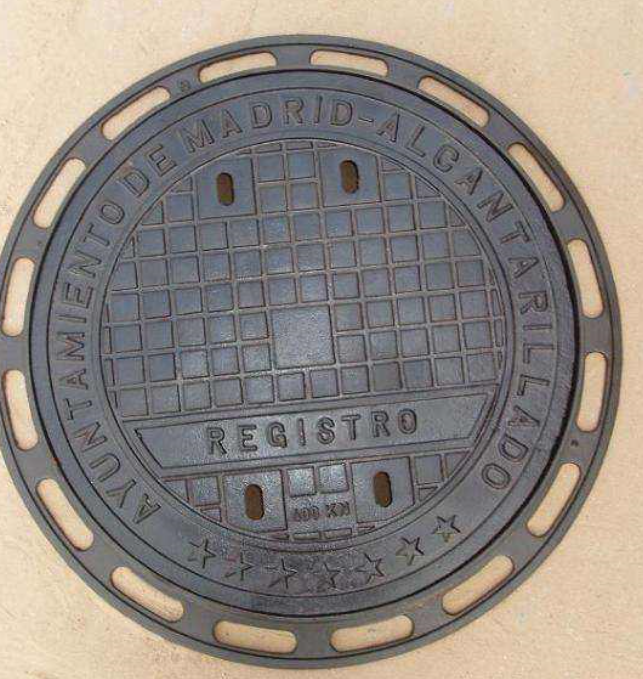 AYUNTAMIENTO DE MADRID-ALCANTARILLADO
REGISTRO
400 KN